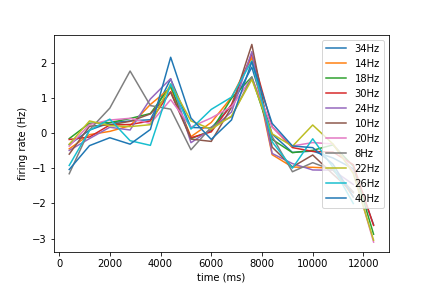 2
1
0
−1
−2
−3
firing rate (Hz)
0
2000
4000
6000
8000
10000
12000
time (ms)
34Hz
14Hz
18Hz
30Hz
24Hz
10Hz
20Hz
8Hz
22Hz
26Hz
40Hz